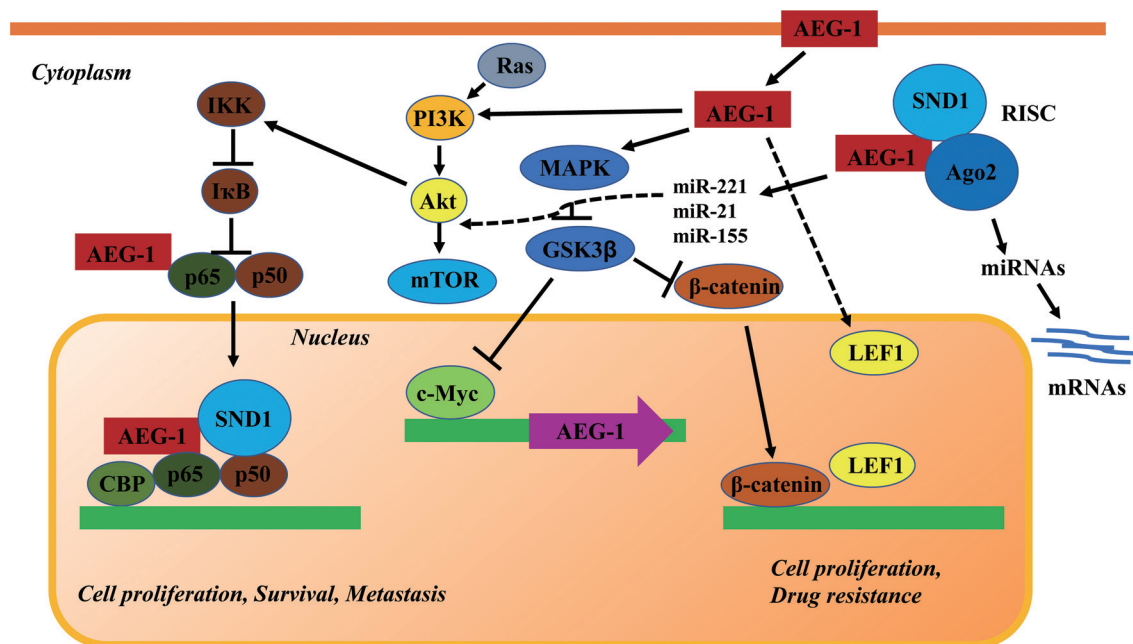 AEG-1
Cytoplasm
Ras
IKK
PI3K
AEG-1
SND1
RISC
AEG-1
Ago2
MAPK
IκB
Akt
miR-221
miR-21
miR-155
AEG-1
GSK3β
p65
p50
mTOR
β-catenin
miRNAs
Nucleus
LEF1
mRNAs
c-Myc
SND1
AEG-1
AEG-1
CBP
p65
p50
LEF1
β-catenin
Cell proliferation, Survival, Metastasis
Cell proliferation,
Drug resistance